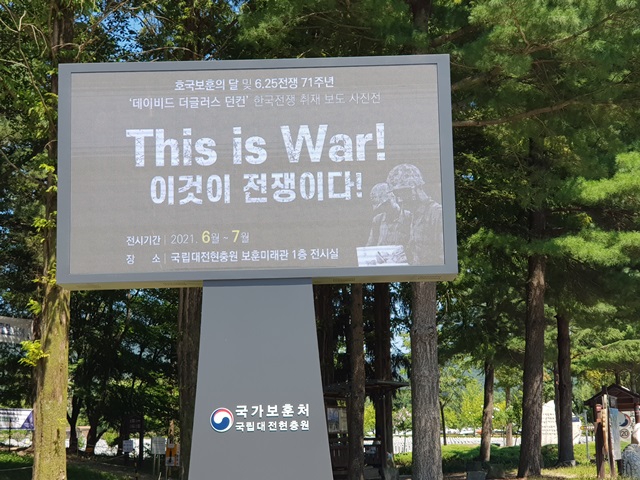 호국보훈의 달 및 6.25전쟁 71주년
'데이비드 더글러스 던컨' 한국전쟁 취재 보도 사진전
This is War!
이것이 전쟁이다!
전시기간 | 2021. 6월 ~ 7월
장 소 | 국립대전현충원 보훈미래관 1층 전시실
국가보훈처
국립대전현충원